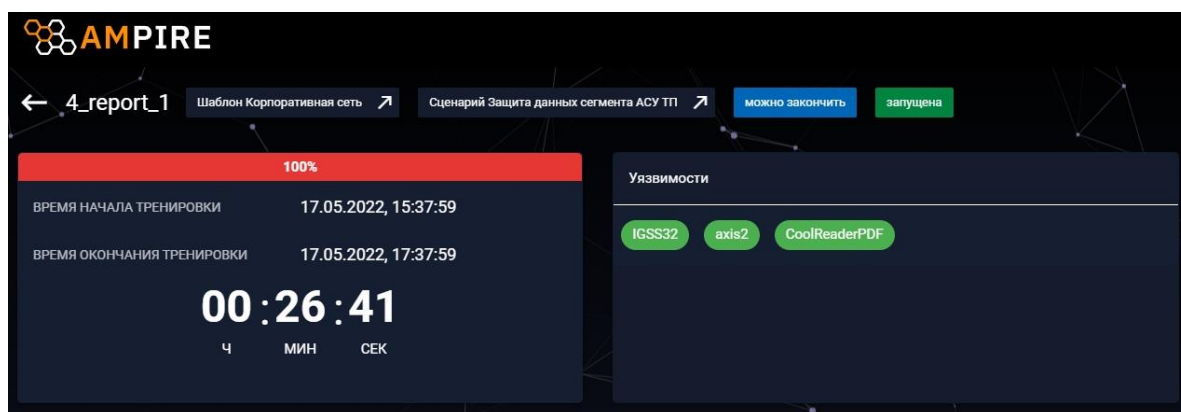 AMPIRE
← 4_report_1 Шаблон Корпоративная сеть ↗ Сценарий Защита данных сегмента АСУ ТП ↗ можно закончить запущена
100%
ВРЕМЯ НАЧАЛА ТРЕНИРОВКИ 17.05.2022, 15:37:59
ВРЕМЯ ОКОНЧАНИЯ ТРЕНИРОВКИ 17.05.2022, 17:37:59
00 : 26 : 41
Ч МИН СЕК
Уязвимости
IGSS32 axis2 CoolReaderPDF